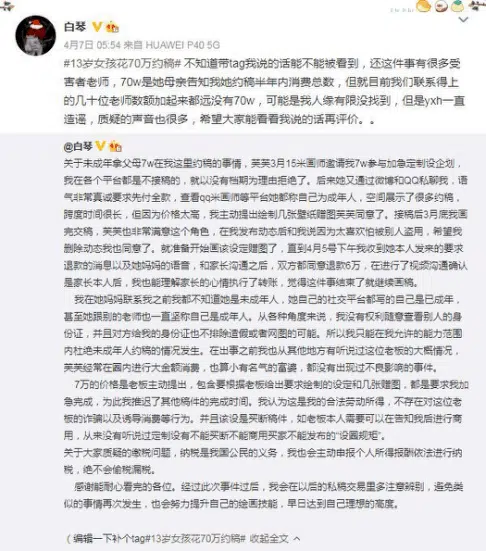 白琴
4月7日 05:54 来自 HUAWEI P40 5G
#13岁女孩花70万约稿# 不知道带tag我说的话能不能被看到，还这件事有很多受
害者老师，70w是她母亲告知我她约稿半年内消费总数，但就目前我们联系得上
的几十位老师数额加起来都远没有70w，可能是我人缘有限没找到，但是yxh一直
造谣，质疑的声音也很多，希望大家能看看我说的话再评价。。
@白琴
关于未成年拿父母7w在我这里约稿的事情，芙芙3月15米画师邀请我7w参与加急定制设企划，
我在各个平台都是不接稿的，就以没有档期为理由拒绝了。后来她又通过微博和QQ私聊我，语
气非常真诚要求先付全款，查看qq米画师等平台她都称自己为成年人，空间展示了很多约稿，
跨度时间很长，但因为价格太高，我主动提出绘制几张壁纸赠图芙芙同意了。接稿后3月底我画
完交稿，芙芙也非常满意这个角色，在我发布动态后和我说因为太喜欢怕被别人盗用，希望我
删除动态我也同意了。就准备开始画该设定赠图了，直到4月5号下午我收到她本人发来的要求
退款的消息以及她妈妈的语音，和家长沟通之后，双方都同意退款6万，在进行了视频沟通确认
是家长本人后，我也能理解家长的心情执行了转账，觉得这件事结束了就继续画稿。
我在她妈妈联系我之前我都不知道她是未成年人，她自己的社交平台都写的自己是已成年，
甚至她跟别的老师也一直坚称自己是成年人。从各种角度来说，我没有权利随意查看别人的身
份证，并且对方给我的身份证也不排除借或者网图的可能。所以我只能在我允许的能力范围
内杜绝未成年人约稿的情况发生。在出事之前我也从其他地方有听说过这位老板的大概情况，
芙芙经常在圈内进行大金额消费，也算小有名气的富婆，都没有出现过不良影响的事件。
7万的价格是老板主动提出，包含要根据老板给出要求绘制的设定和几张赠图，都是要求我加
急完成，为此我推迟了其他稿件的完成时间。我认为这是我的合法劳动所得，不存在对这位老
板的诈骗以及诱导消费等行为。并且该设是买断稿件，如老板本人需要可以在告知我后进行商
用，从来没有听说过定制设不能买断不能商用买家不能发布的“设圈规矩”。
关于大家质疑的缴税问题，纳税是我国公民的义务，我也会主动申报个人所得报酬依法进行纳
税，绝不会偷税漏税。
感谢能耐心看完的各位。经过此次事件过后，我会在以后的私稿交易里多注意辨别，避免类
似的事情再次发生，也会努力提升自己的绘画技能，早日达到自己理想的高度。
（编辑一下补个tag#13岁女孩花70万约稿# 收起全文